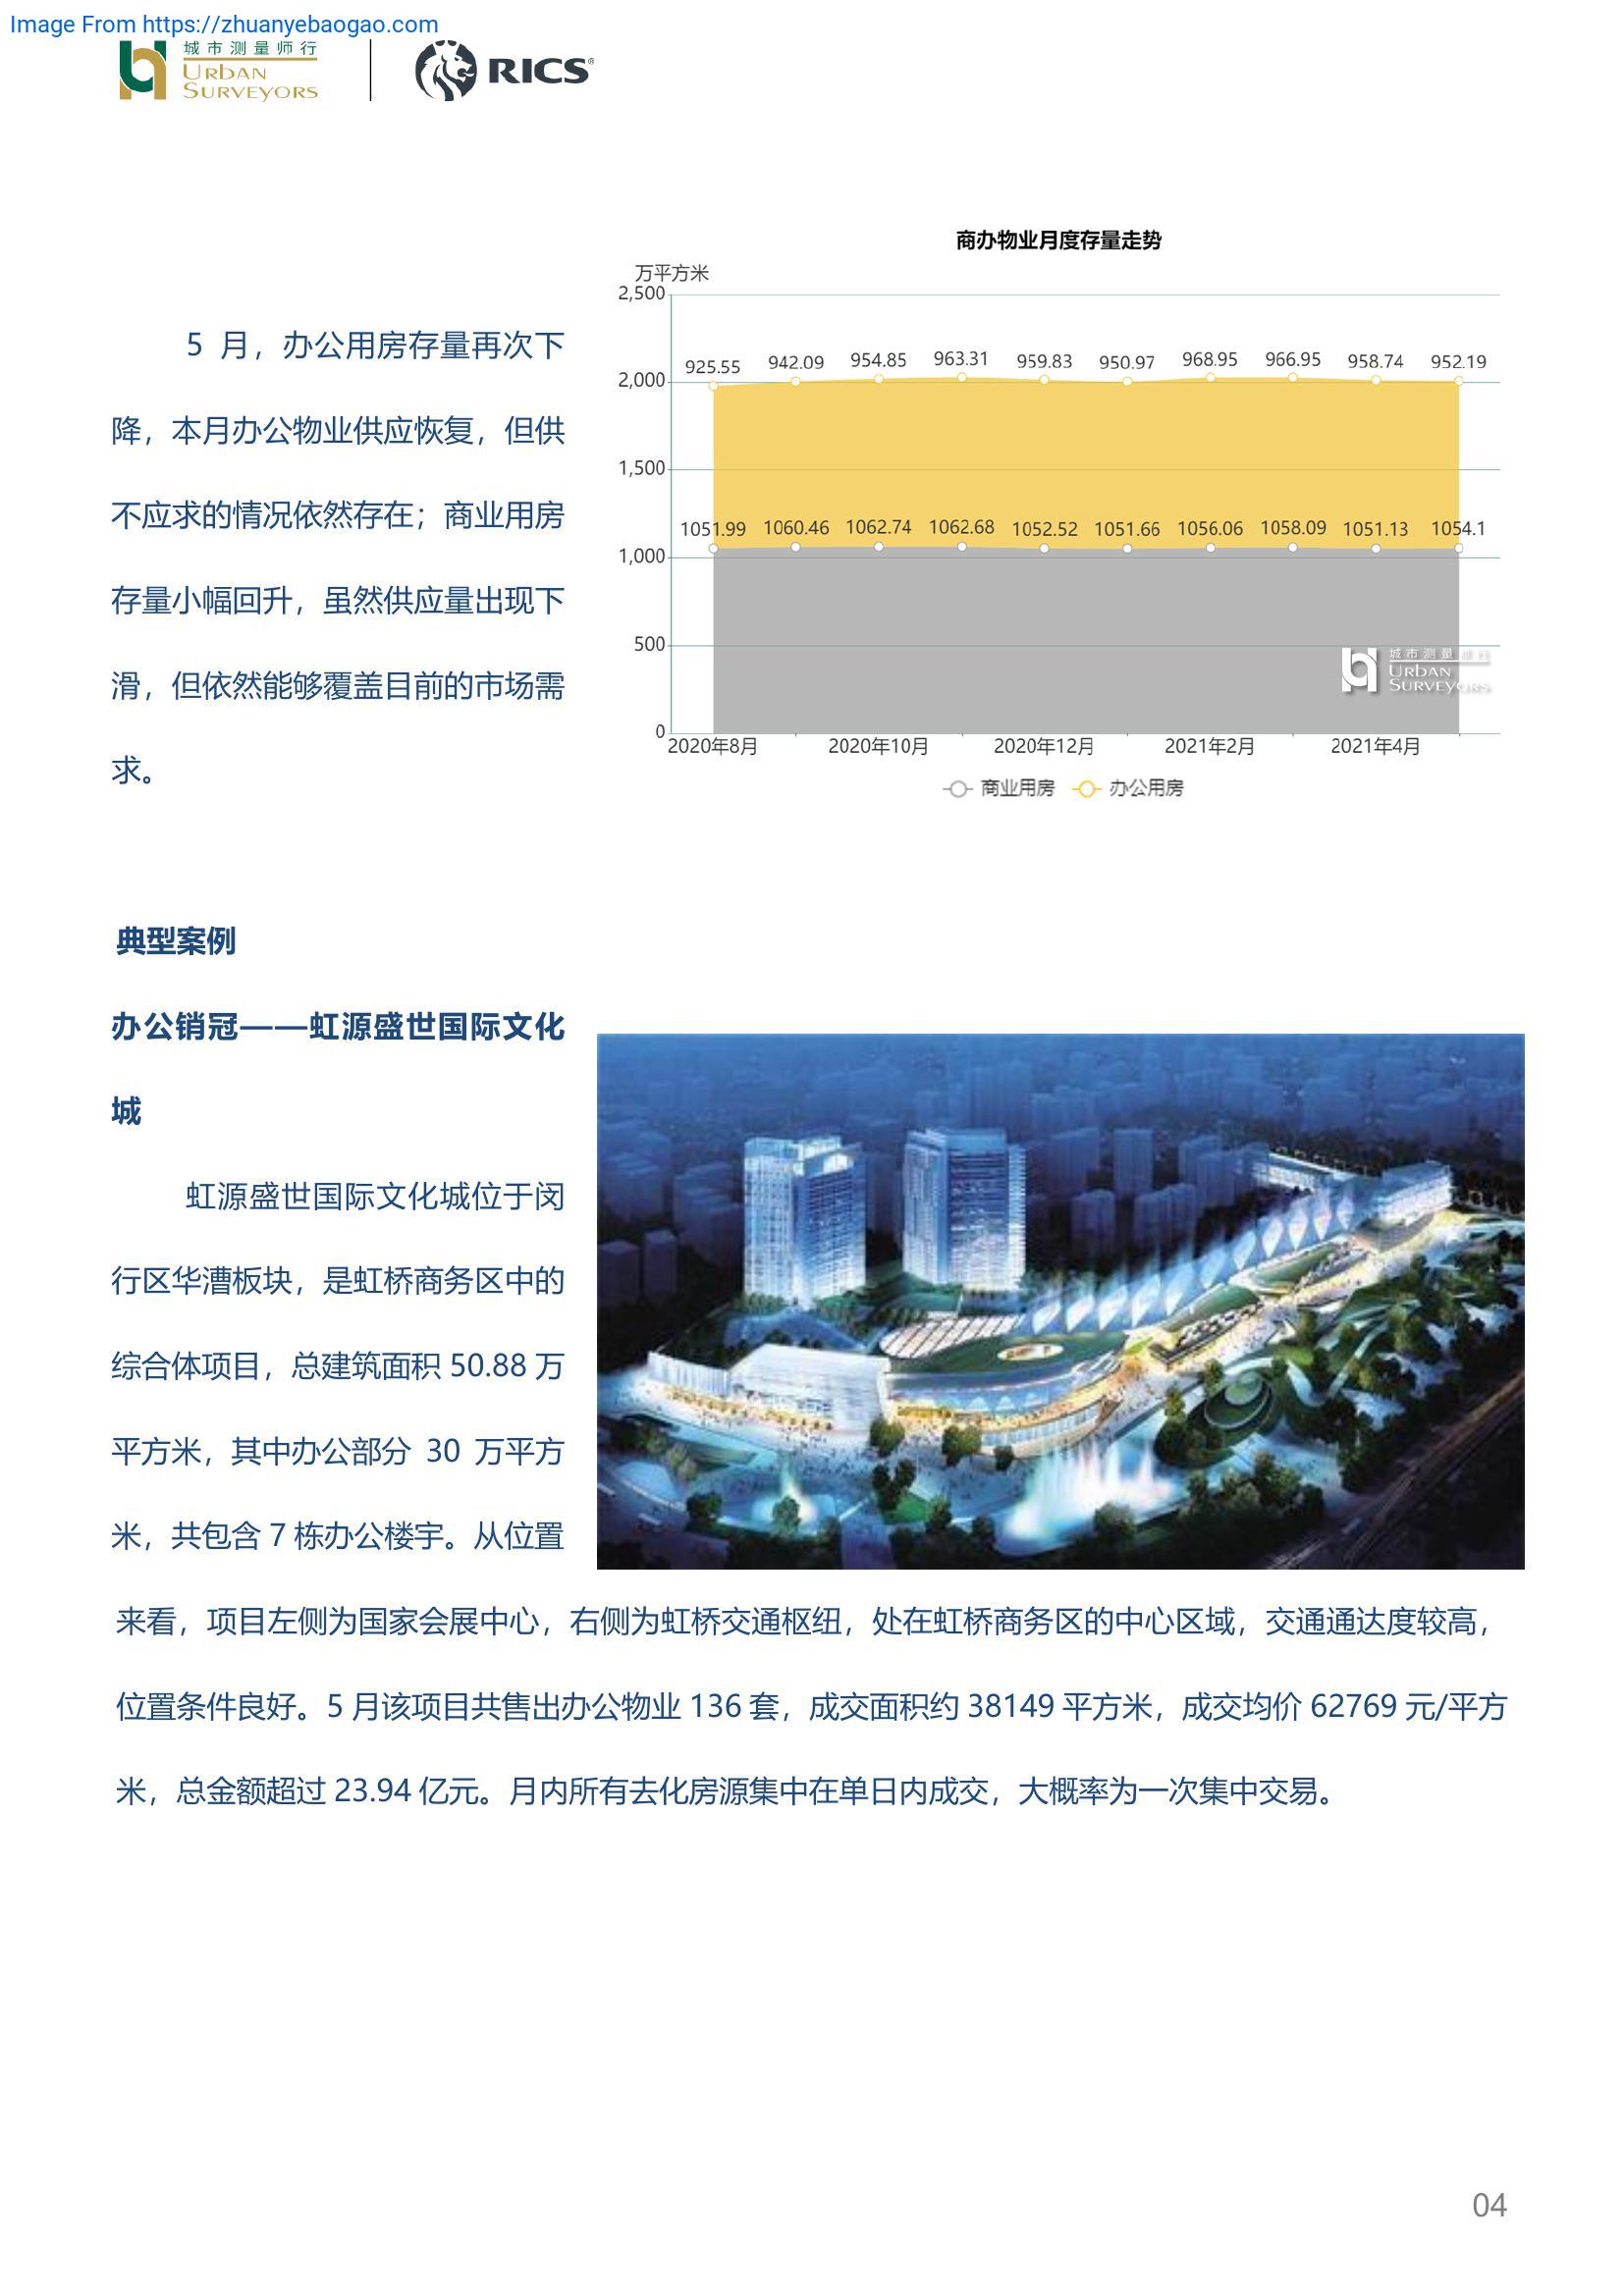 Image From https://zhuanyebaogao.com
城市测量师行
URBAN
SURVEYORS
RICS®
商办物业月度存量走势
万平方米
2,500
2,000
1,500
1,000
500
0
925.55 942.09 954.85 963.31 959.83 950.97 968.95 966.95 958.74 952.19
1051.99 1060.46 1062.74 1062.68 1052.52 1051.66 1056.06 1058.09 1051.13 1054.1
城市测量师行
URBAN
SURVEYORS
2020年8月 2020年10月 2020年12月 2021年2月 2021年4月
商业用房 办公用房
5 月，办公用房存量再次下
降，本月办公物业供应恢复，但供
不应求的情况依然存在；商业用房
存量小幅回升，虽然供应量出现下
滑，但依然能够覆盖目前的市场需
求。
典型案例
办公销冠——虹源盛世国际文化
城
虹源盛世国际文化城位于闵
行区华漕板块，是虹桥商务区中的
综合体项目，总建筑面积 50.88 万
平方米，其中办公部分 30 万平方
米，共包含 7 栋办公楼宇。从位置
来看，项目左侧为国家会展中心，右侧为虹桥交通枢纽，处在虹桥商务区的中心区域，交通通达度较高，
位置条件良好。5 月该项目共售出办公物业 136 套，成交面积约 38149 平方米，成交均价 62769 元/平方
米，总金额超过 23.94 亿元。月内所有去化房源集中在单日内成交，大概率为一次集中交易。
04